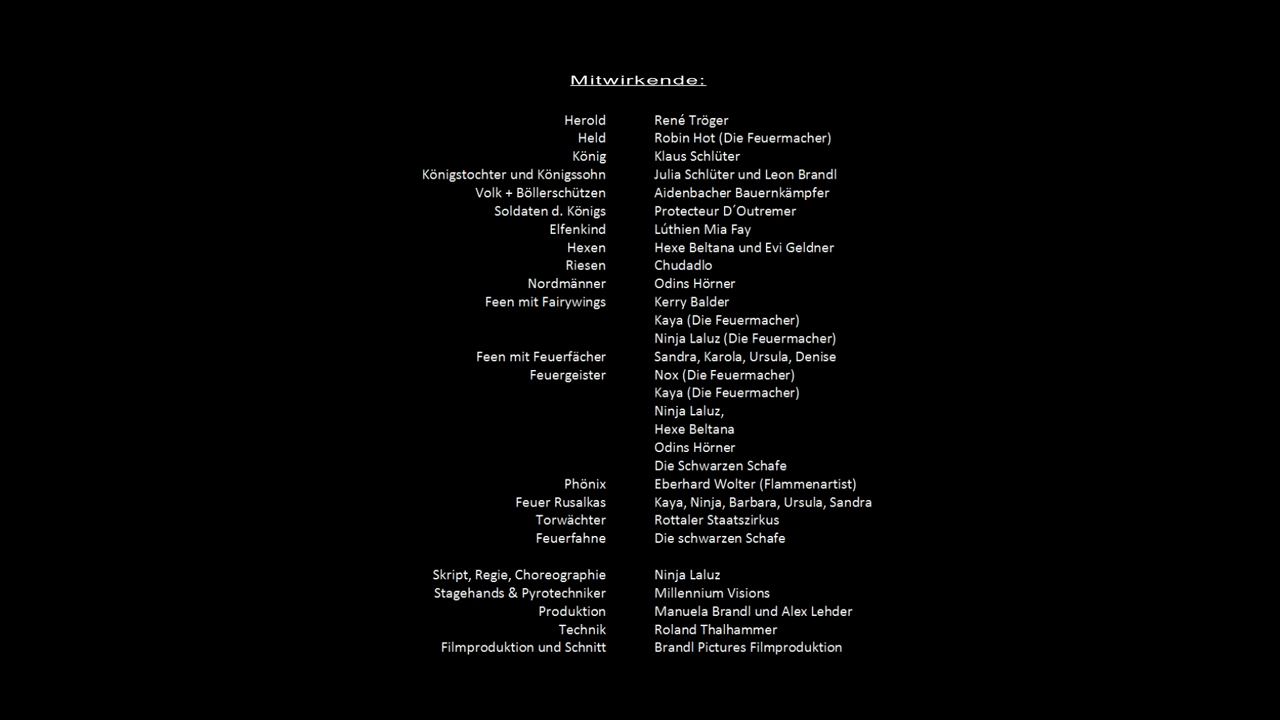 Mitwirkende:
Herold René Tröger
Held Robin Hot (Die Feuermacher)
König Klaus Schlüter
Königstochter und Königssohn Julia Schlüter und Leon Brandl
Volk + Böllerschützen Aidenbacher Bauernkämpfer
Soldaten d. Königs Protecteur D´Outremer
Elfenkind Lúthien Mia Fay
Hexen Hexe Beltana und Evi Geldner
Riesen Chudadlo
Nordmänner Odins Hörner
Feen mit Fairywings Kerry Balder
Kaya (Die Feuermacher)
Ninja Laluz (Die Feuermacher)
Feen mit Feuerfächer Sandra, Karola, Ursula, Denise
Feuergeister Nox (Die Feuermacher)
Kaya (Die Feuermacher)
Ninja Laluz,
Hexe Beltana
Odins Hörner
Die Schwarzen Schafe
Phönix Eberhard Wolter (Flammenartist)
Feuer Rusalkas Kaya, Ninja, Barbara, Ursula, Sandra
Torwächter Rottaler Staatszirkus
Feuerfahne Die schwarzen Schafe
Skript, Regie, Choreographie Ninja Laluz
Stagehands & Pyrotechniker Millennium Visions
Produktion Manuela Brandl und Alex Lehder
Technik Roland Thalhammer
Filmproduktion und Schnitt Brandl Pictures Filmproduktion